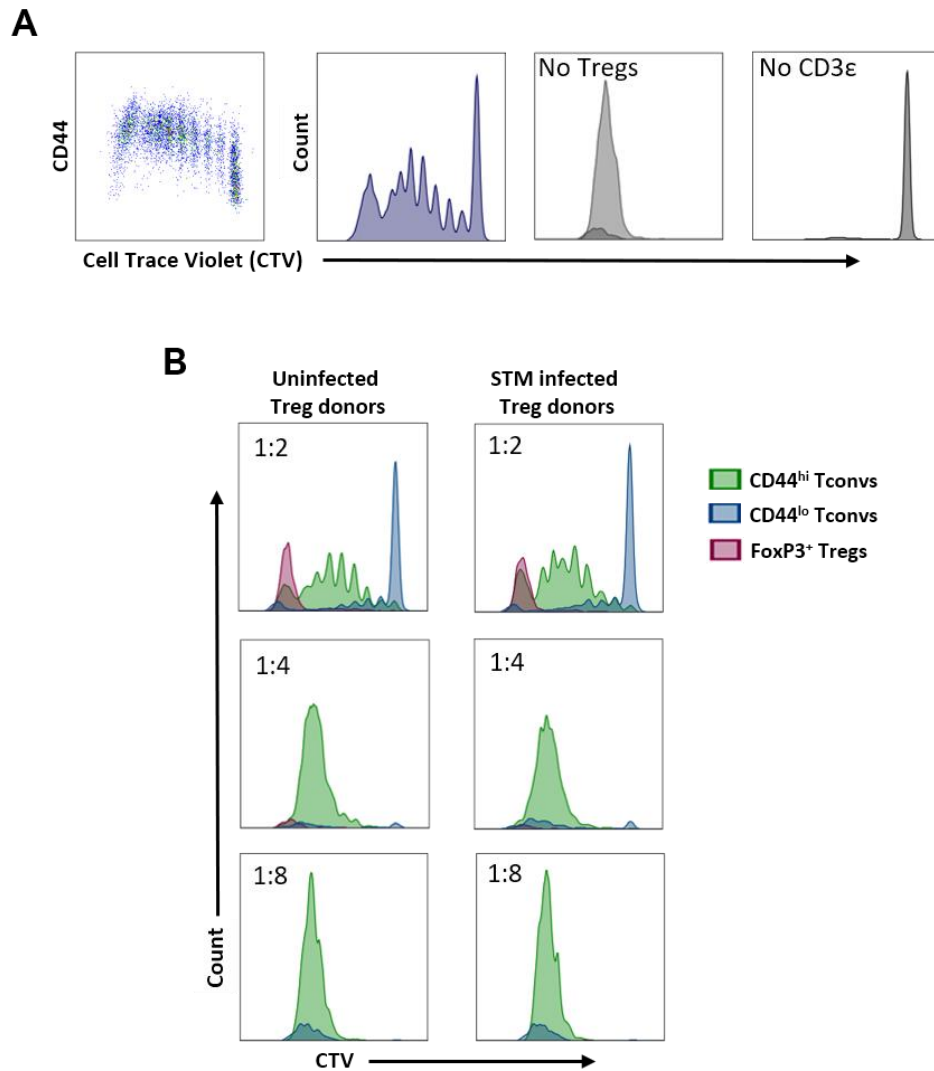 A
CD44
Count
No Tregs
No CD3ε
Cell Trace Violet (CTV)
B
Uninfected
Treg donors
STM infected
Treg donors
1:2
1:2
CD44hi Tconvs
CD44lo Tconvs
FoxP3+ Tregs
1:4
1:4
1:8
1:8
Count
CTV